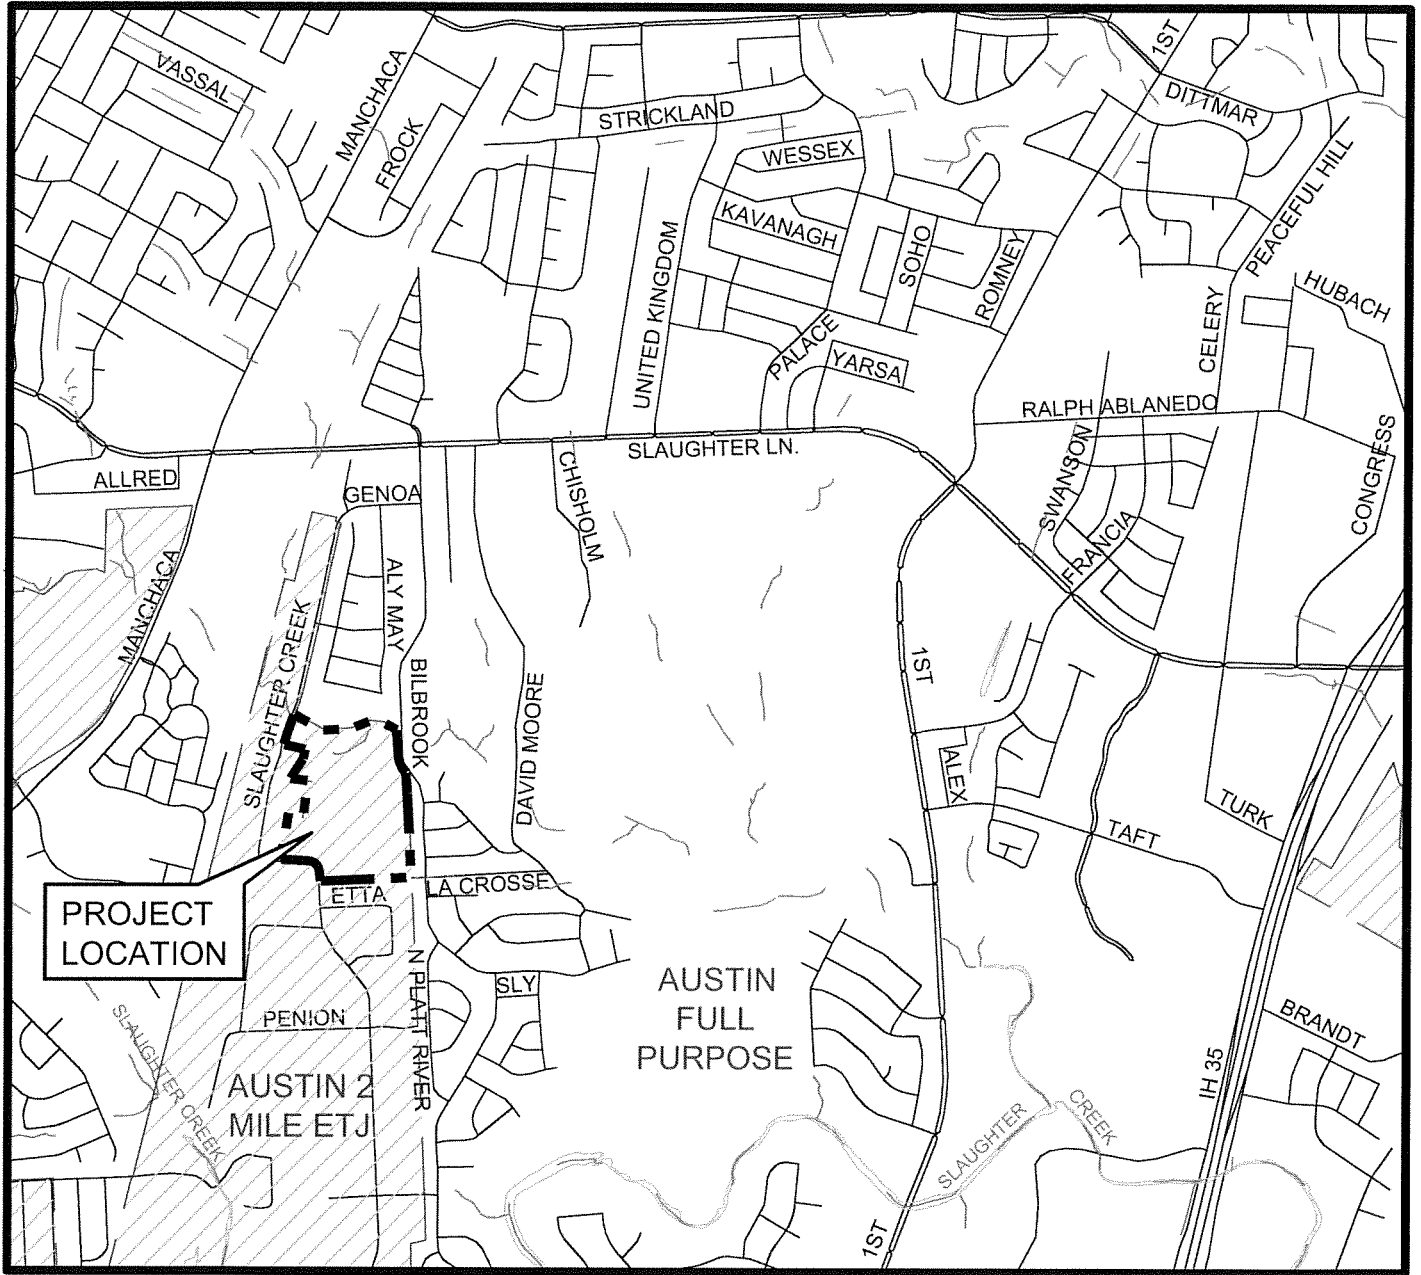 VASSAL
MANCHACA
FROCK
STRICKLAND
1ST
DITTMAR
WESSEX
KAVANAGH
PEACEFUL HILL
UNITED KINGDOM
SOHO
ROMNEY
HUBACH
CELERY
PALACE
YARSA
RALPH ABLANEDO
SLAUGHTER LN.
ALLRED
CHISHOLM
GENOA
SWANSON
CONGRESS
FRANCIA
MANCHACA
ALY MAY
SLAUGHTER CREEK
BILBROOK
1ST
DAVID MOORE
ALEX
TURK
TAFT
PROJECT
LOCATION
ETTA
LA CROSSE
N PLATT RIVER
SLY
AUSTIN
FULL
PURPOSE
PENION
SLAUGHTER CREEK
AUSTIN 2
MILE ETJ
BRANDT
IH 35
SLAUGHTER
CREEK
1ST